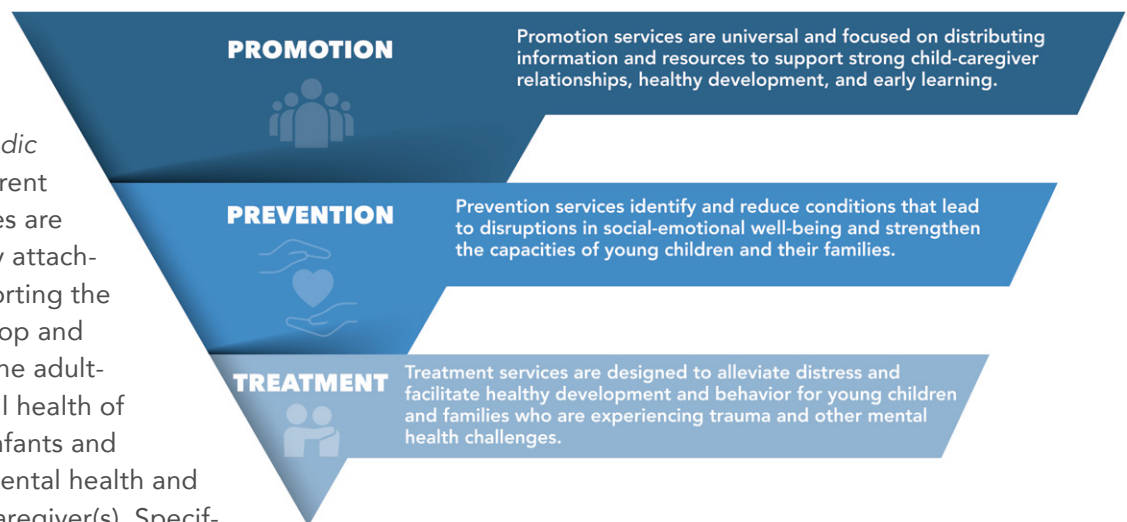 PROMOTION
Promotion services are universal and focused on distributing
information and resources to support strong child-caregiver
relationships, healthy development, and early learning.
PREVENTION
Prevention services identify and reduce conditions that lead
to disruptions in social-emotional well-being and strengthen
the capacities of young children and their families.
TREATMENT
Treatment services are designed to alleviate distress and
facilitate healthy development and behavior for young children
and families who are experiencing trauma and other mental
health challenges.
dic
rent
es are
y attach-
orting the
op and
he adult-
l health of
nfants and
ental health and
aregiver(s). Specif-